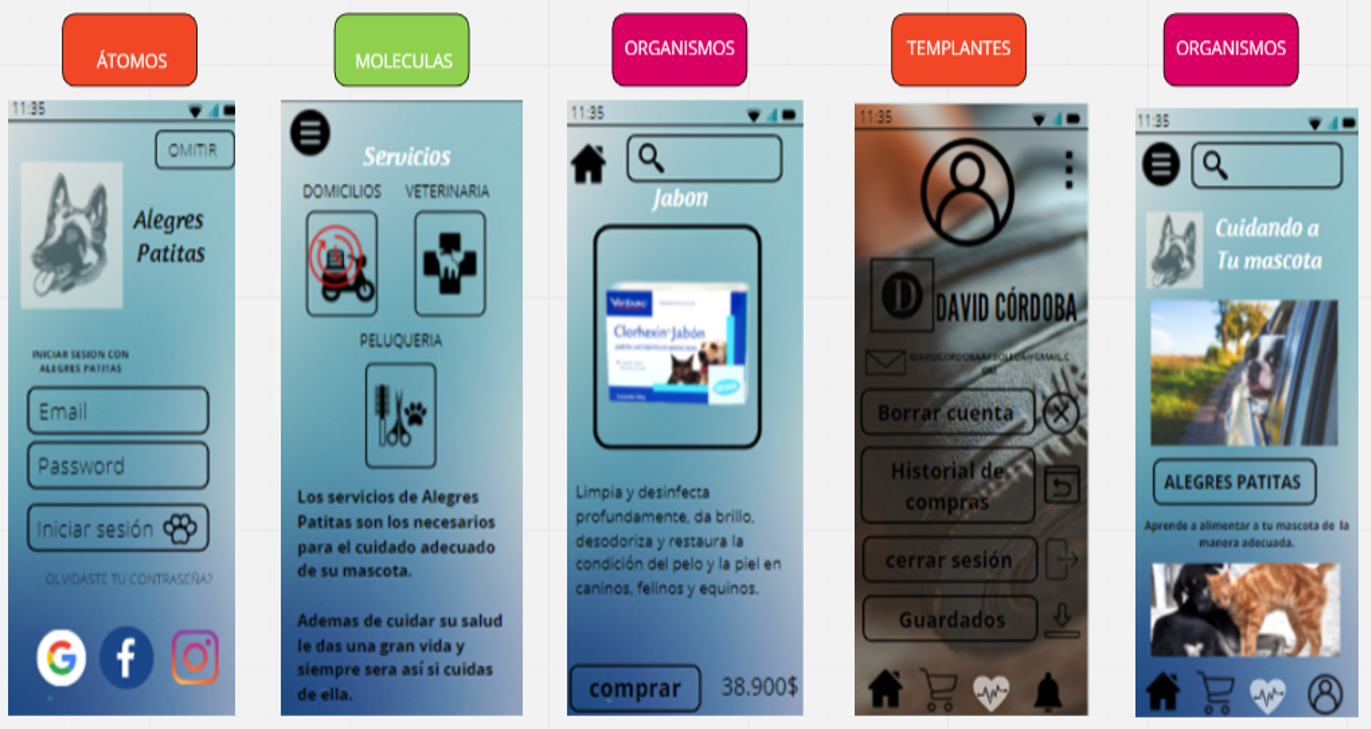 ÁTOMOS
MOLECULAS
ORGANISMOS
TEMPLANTES
ORGANISMOS
11:35
OMITIR
Alegres
Patitas
INICIAR SESION CON
ALEGRES PATITAS
Email
Password
Iniciar sesión
OLVIDASTE TU CONTRASEÑA?
Servicios
DOMICILIOS VETERINARIA
PELUQUERIA
Los servicios de Alegres
Patitas son los necesarios
para el cuidado adecuado
de su mascota.
Ademas de cuidar su salud
le das una gran vida y
siempre sera así si cuidas
de ella.
11:35
Jabon
Virbac
Clorhexin Jabón
Limpia y desinfecta
profundamente, da brillo,
desodoriza y restaura la
condición del pelo y la piel en
caninos, felinos y equinos.
comprar 38.900$
11:35
D
DAVID CÓRDOBA
Borrar cuenta
Historial de
compras
cerrar sesión
Guardados
11:35
Cuidando a
Tu mascota
ALEGRES PATITAS
Aprende a alimentar a tu mascota de la
manera adecuada.